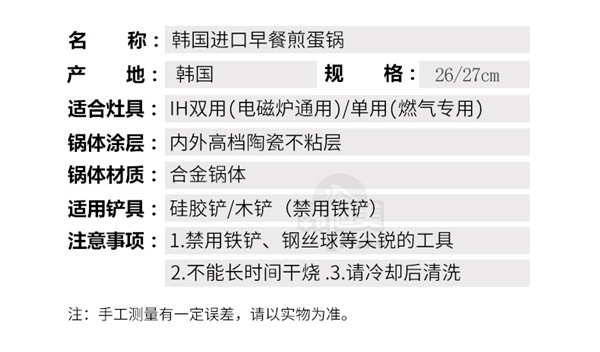 名 称：韩国进口早餐煎蛋锅
产 地：韩国 规 格：26/27cm
适合灶具：IH双用(电磁炉通用)/单用(燃气专用)
锅体涂层：内外高档陶瓷不粘层
锅体材质：合金锅体
适用铲具：硅胶铲/木铲（禁用铁铲）
注意事项：1.禁用铁铲、钢丝球等尖锐的工具
2.不能长时间干烧 .3.请冷却后清洗
注：手工测量有一定误差，请以实物为准。